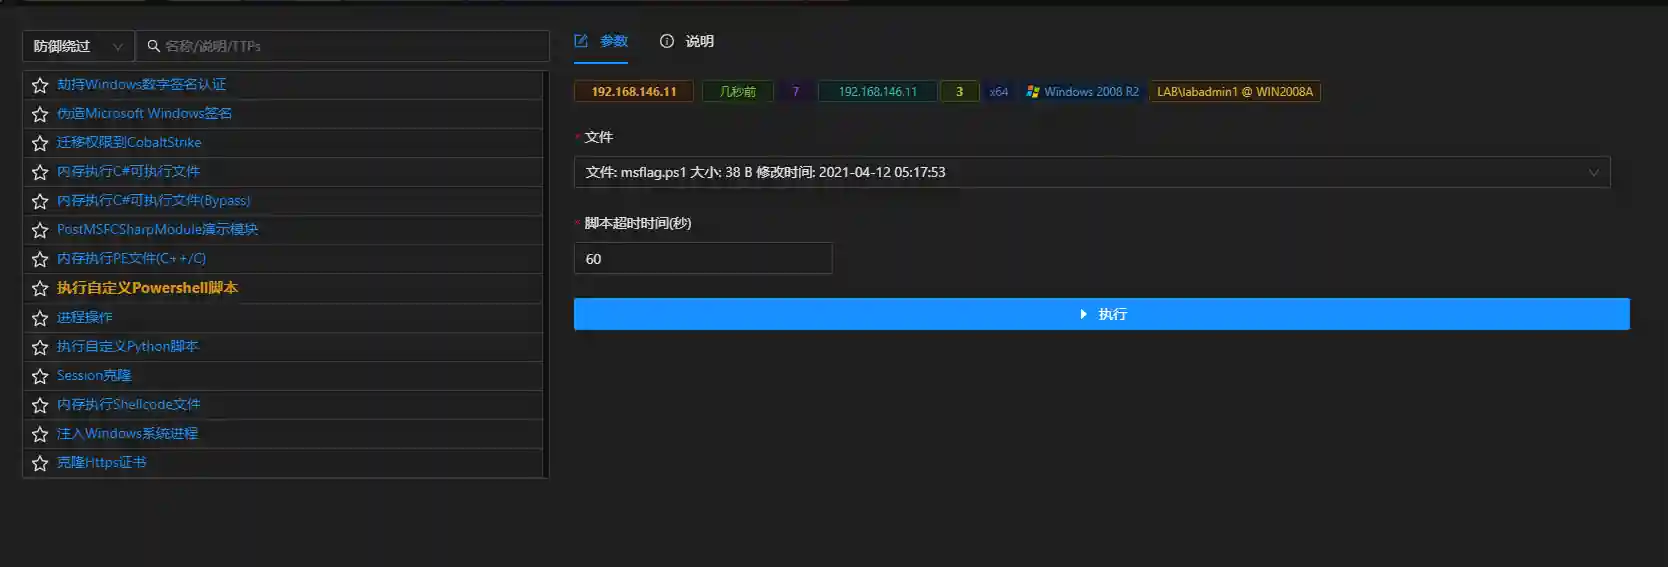 防御绕过
名称/说明/TTPs
劫持Windows数字签名认证
伪造Microsoft Windows签名
迁移权限到CobaltStrike
内存执行C#可执行文件
内存执行C#可执行文件(Bypass)
PostMSFCSharpModule演示模块
内存执行PE文件(C++/C)
执行自定义Powershell脚本
进程操作
执行自定义Python脚本
Session克隆
内存执行Shellcode文件
注入Windows系统进程
克隆Https证书
参数 说明
192.168.146.11 几秒前 7 192.168.146.11 3 x64 Windows 2008 R2 LAB\labadmin1 @ WIN2008A
* 文件
文件: msflag.ps1 大小: 38 B 修改时间: 2021-04-12 05:17:53
* 脚本超时时间(秒)
60
执行